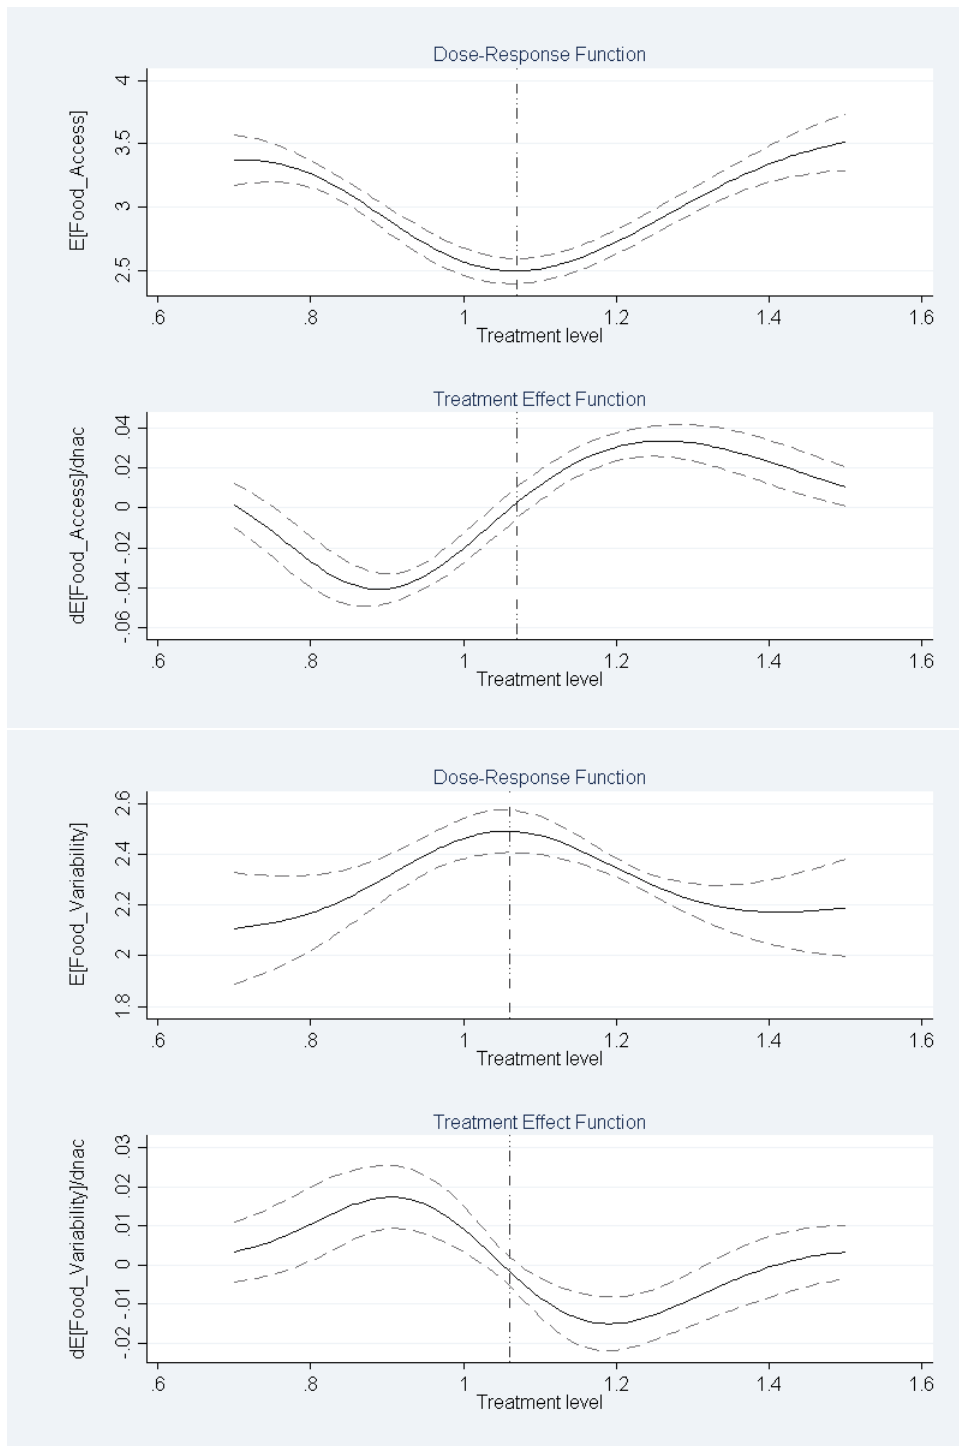 Dose-Response Function
E[Food_Access]
4
3.5
3
2.5
.6 .8 1 1.2 1.4 1.6
Treatment level
Treatment Effect Function
dE[Food_Access]/dnac
.04
.02
0
-.02
-.04
-.06
.6 .8 1 1.2 1.4 1.6
Treatment level
Dose-Response Function
E[Food_Variability]
2.6
2.4
2.2
2
1.8
.6 .8 1 1.2 1.4 1.6
Treatment level
Treatment Effect Function
dE[Food_Variability]/dnac
.03
.02
.01
0
-.01
-.02
.6 .8 1 1.2 1.4 1.6
Treatment level